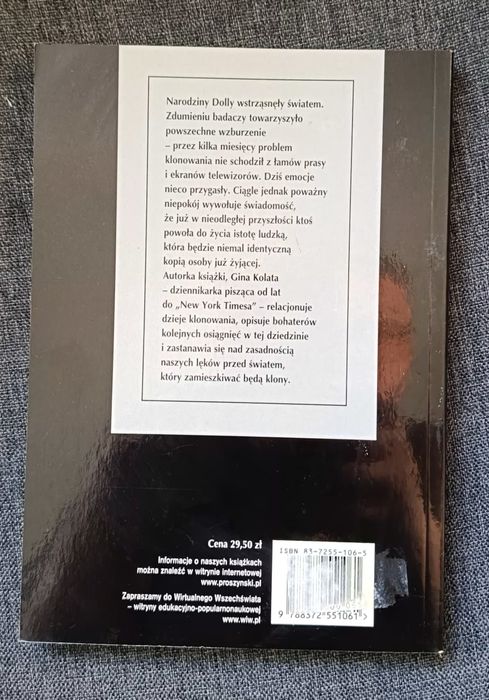 Narodziny Dolly wstrząsnęły światem.
Zdumieniu badaczy towarzyszyło
powszechne wzburzenie
– przez kilka miesięcy problem
klonowania nie schodził z łamów prasy
i ekranów telewizorów. Dziś emocje
nieco przygasły. Ciągle jednak poważny
niepokój wywołuje świadomość,
że już w nieodległej przyszłości ktoś
powoła do życia istotę ludzką,
która będzie niemal identyczną
kopią osoby już żyjącej.
Autorka książki, Gina Kolata
– dziennikarka pisząca od lat
do „New York Timesa” – relacjonuje
dzieje klonowania, opisuje bohaterów
kolejnych osiągnięć w tej dziedzinie
i zastanawia się nad zasadnością
naszych lęków przed światem,
który zamieszkiwać będą klony.
Cena 29,50 zł
Informacje o naszych książkach
można znaleźć w witrynie internetowej
www.proszynski.pl
Zapraszamy do Wirtualnego Wszechświata
– witryny edukacyjno-popularnonaukowej
www.wiw.pl
ISBN 83-7255-106-5
9 788372 551061